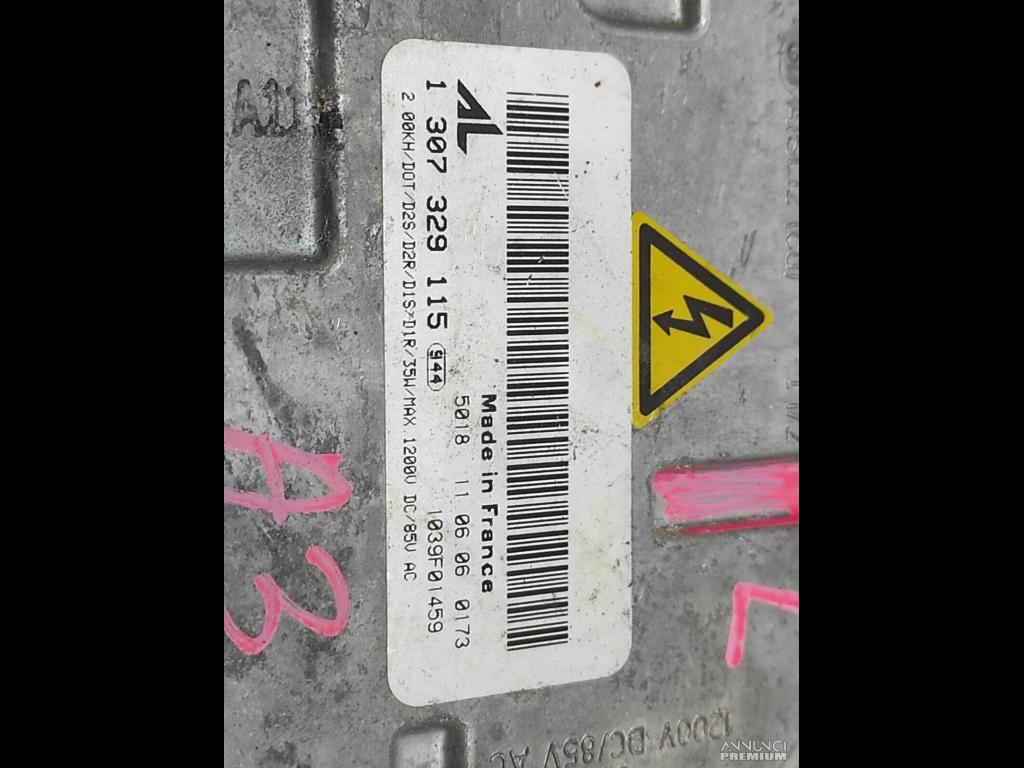 AL
1 307 329 115 944
2.00KH/DOT/D2S/D2R/D1S/D1R/35W/MAX 1200V DC/85V AC
Made in France
5018 11.06.06 0173
1039F01459
A3
L
1200V DC/85V AC
ANNUNCI
PREMIUM